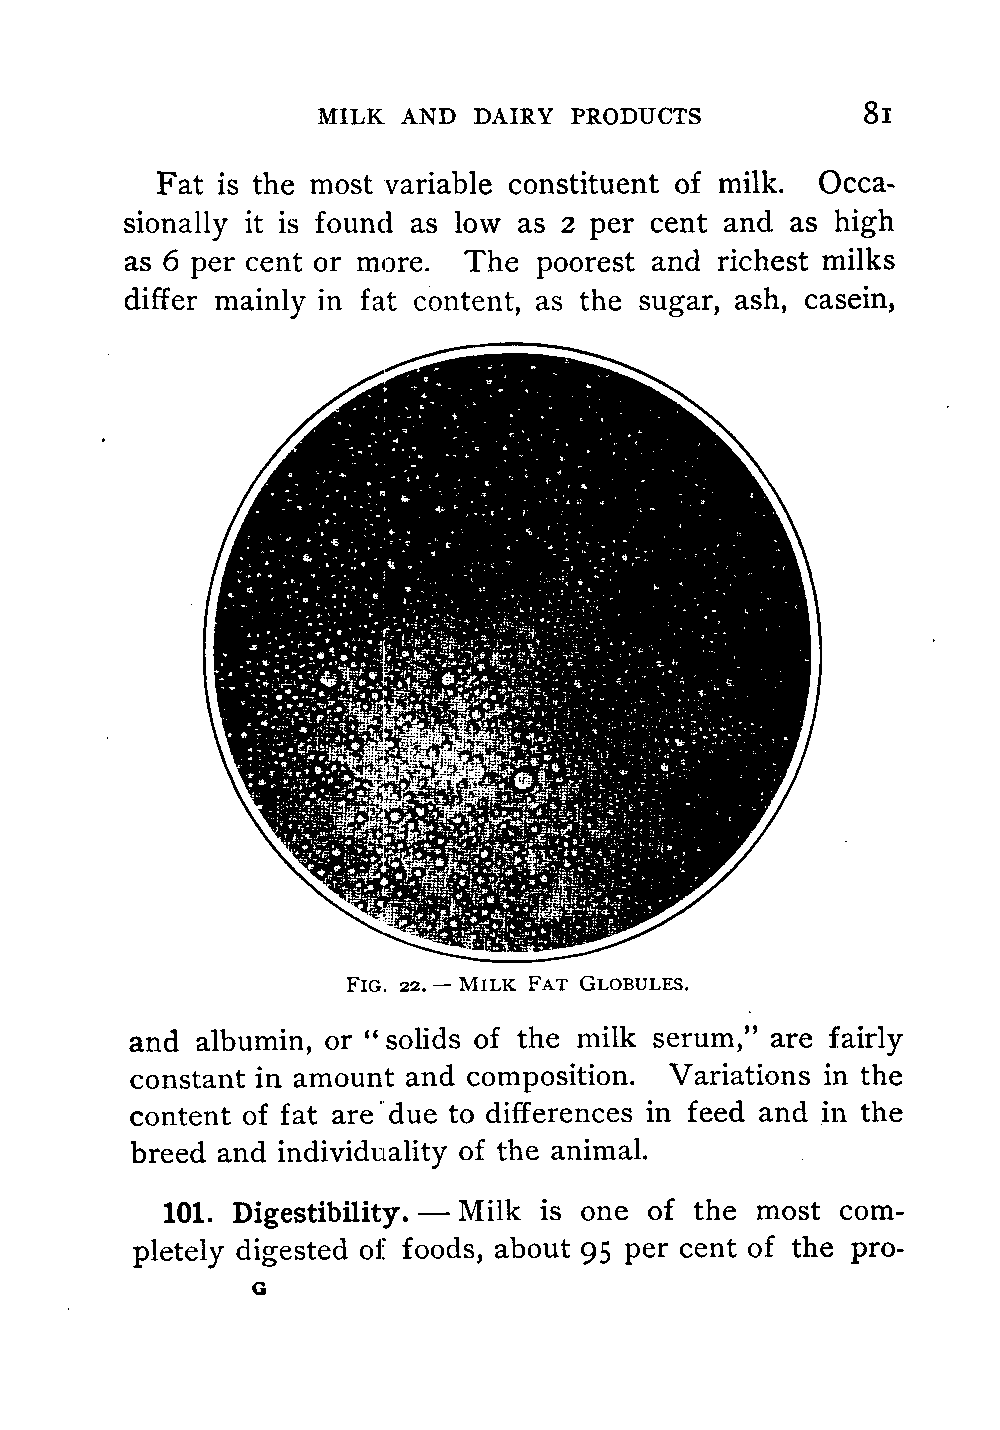 MILK AND DAIRY PRODUCTS 81
Fat is the most variable constituent of milk. Occa-
sionally it is found as low as 2 per cent and as high
as 6 per cent or more. The poorest and richest milks
differ mainly in fat content, as the sugar, ash, casein,
FIG. 22. — MILK FAT GLOBULES.
and albumin, or “solids of the milk serum,” are fairly
constant in amount and composition. Variations in the
content of fat are due to differences in feed and in the
breed and individuality of the animal.
101. Digestibility. — Milk is one of the most com-
pletely digested of foods, about 95 per cent of the pro-
G